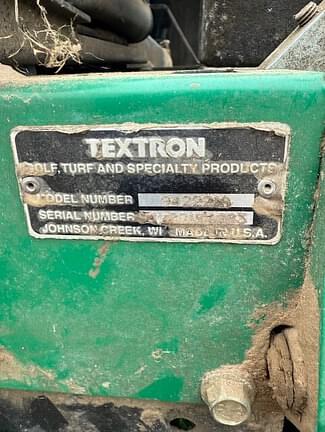 TEXTRON
GOLF, TURF AND SPECIALTY PRODUCTS
MODEL NUMBER
SERIAL NUMBER
JOHNSON CREEK, WI MADE IN U.S.A.